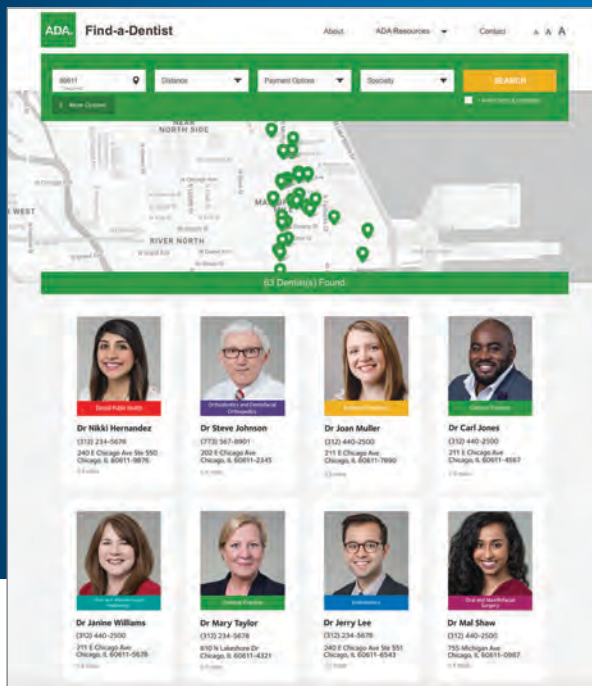 ADA. Find-a-Dentist
About ADA Resources Contact A A A
60611 Distance Payment Options Specialty SEARCH
More Options
NEAR
NORTH SIDE
W Chicago Ave
RIVER NORTH
63 Dentist(s) Found
Dental Public Health
Dr Nikki Hernandez
(312) 234-5678
240 E Chicago Ave Ste 550
Chicago, IL 60611-9876
Orthodontics and Dentofacial
Orthopedics
Dr Steve Johnson
(773) 567-8901
202 E Chicago Ave
Chicago, IL 60611-2345
Dr Joan Muller
(312) 440-2500
211 E Chicago Ave
Chicago, IL 60611-7890
General Practice
Dr Carl Jones
(312) 440-2500
211 E Chicago Ave
Chicago, IL 60611-4567
Dr Janine Williams
(312) 440-2500
211 E Chicago Ave
Chicago, IL 60611-5678
General Practice
Dr Mary Taylor
(312) 234-5678
610 N Lakeshore Dr
Chicago, IL 60611-4321
Endodontics
Dr Jerry Lee
(312) 234-5678
240 E Chicago Ave Ste 551
Chicago, IL 60611-6543
Oral and Maxillofacial
Surgery
Dr Mal Shaw
(312) 440-2500
755 Michigan Ave
Chicago, IL 60611-0987